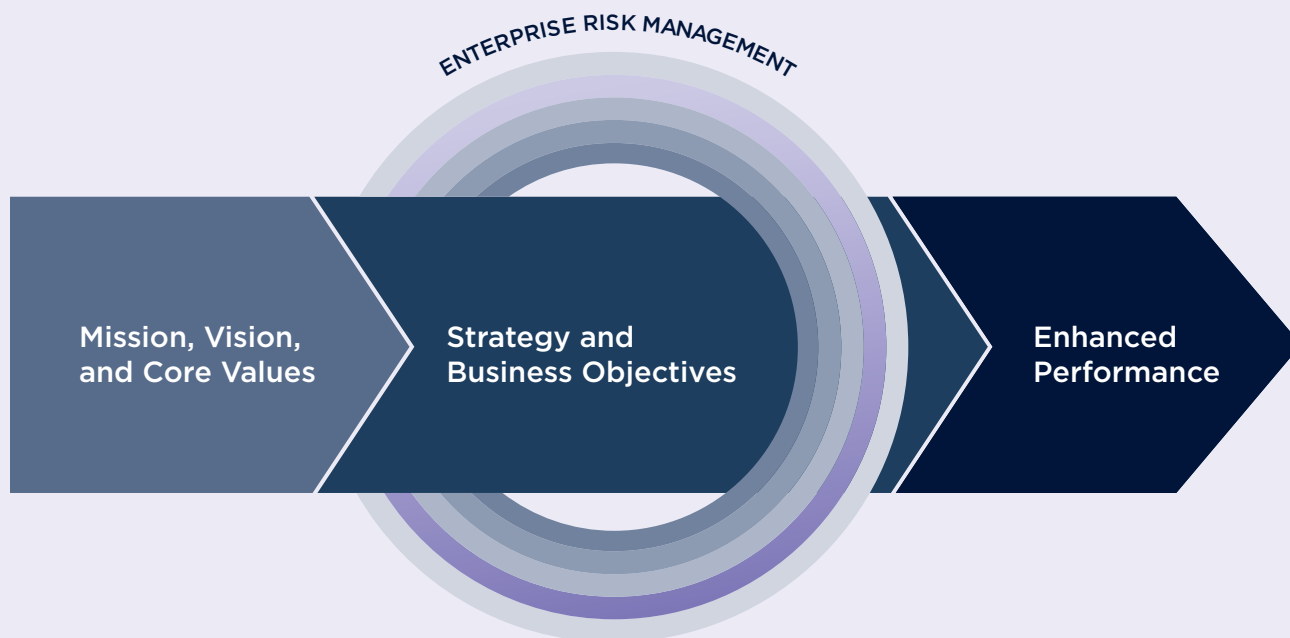 ENTERPRISE RISK MANAGEMENT
Mission, Vision,
and Core Values
Strategy and
Business Objectives
Enhanced
Performance